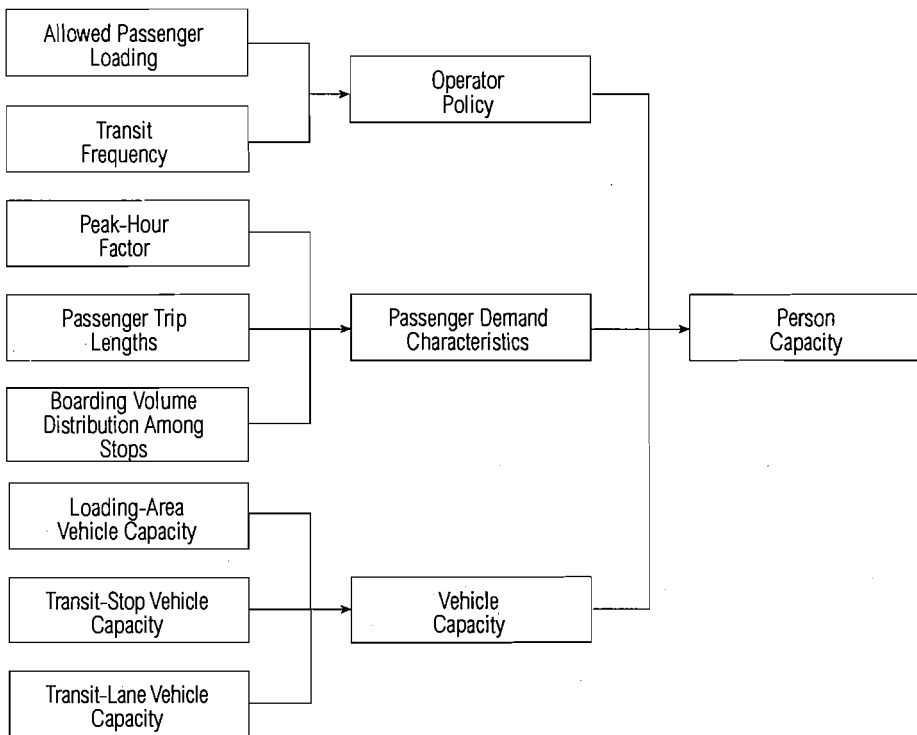 Allowed Passenger
Loading
Transit
Frequency
Operator
Policy
Peak-Hour
Factor
Passenger Trip
Lengths
Boarding Volume
Distribution Among
Stops
Passenger Demand
Characteristics
Person
Capacity
Loading-Area
Vehicle Capacity
Transit-Stop Vehicle
Capacity
Transit-Lane Vehicle
Capacity
Vehicle
Capacity